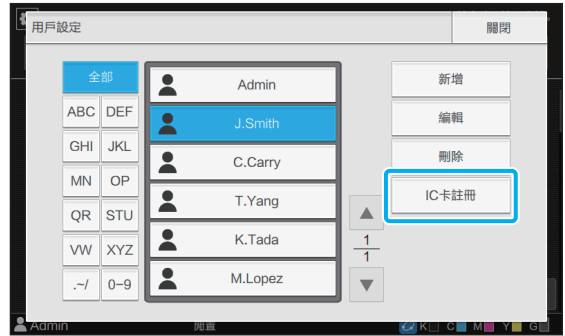 用戶設定
關閉
全部
ABC DEF
GHI JKL
MN OP
QR STU
VW XYZ
.~/ 0~9
Admin
J.Smith
C.Carry
T.Yang
K.Tada
M.Lopez
1
1
新增
編輯
刪除
IC卡註冊
Admin
閒置
K C M Y G